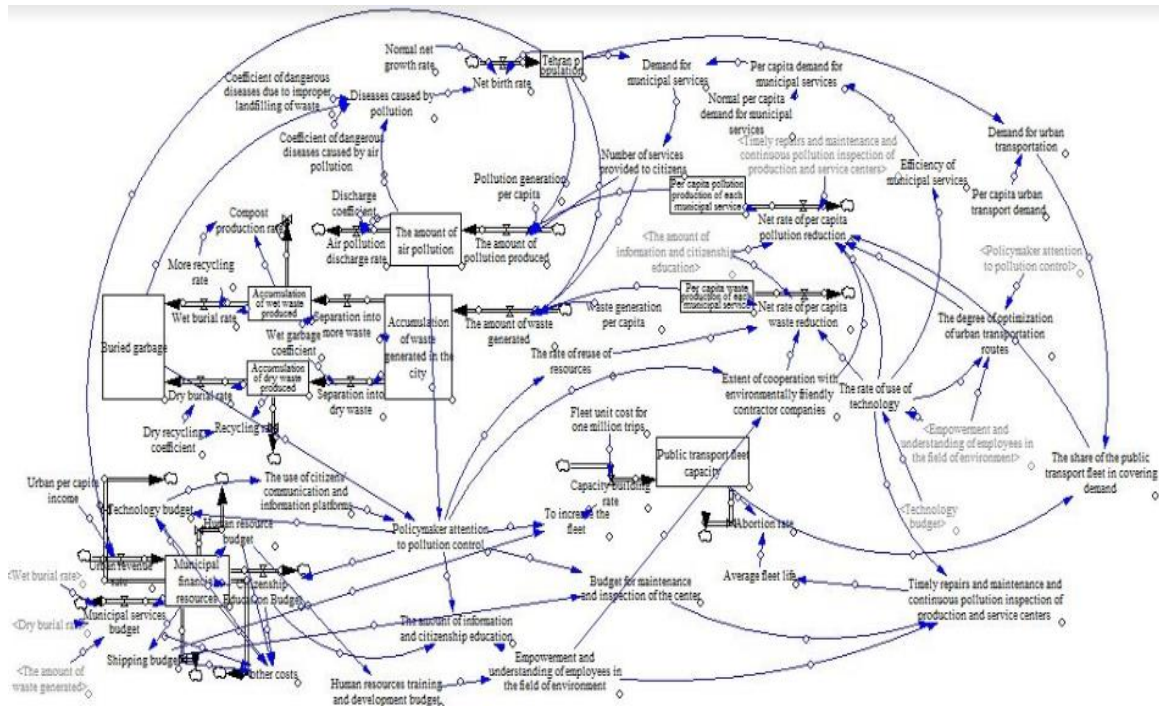 Normal net
growth rate
Tehran p
opulation
Net birth rate
Demand for
municipal services
Per capita demand for
municipal services
Normal per capita
demand for municipal
services
Coefficient of dangerous
diseases due to improper
landfilling of waste
Diseases caused by
pollution
Coefficient of dangerous
diseases caused by air
pollution
<Timely repairs and maintenance and
continuous pollution inspection of
production and service centers>
Demand for urban
transportation
Number of services
provided to citizens
Efficiency of
municipal services
Pollution generation
per capita
Per capita pollution
production of each
municipal service
Net rate of per capita
pollution reduction
Per capita urban
transport demand
Discharge
coefficient
Compost
production rate
Air pollution
discharge rate
The amount of
air pollution
The amount of
pollution produced
<The amount of
information and citizenship
education>
<Policymaker attention
to pollution control>
More recycling
rate
Accumulation
of wet waste
produced
Wet burial rate
Separation into
more waste
Wet garbage
coefficient
Buried garbage
Accumulation
of waste
generated in the
city
The amount of waste
generated
Waste generation
per capita
Per capita waste
production of each
municipal service
Net rate of per capita
waste reduction
The degree of optimization
of urban transportation
routes
The rate of reuse of
resources
Accumulation
of dry waste
produced
Dry burial rate
Separation into
dry waste
Dry recycling
coefficient
Recycling rate
Extent of cooperation with
environmentally friendly
contractor companies
The rate of use of
technology
Fleet unit cost for
one million trips
<Empowerment and
understanding of employees in
the field of environment>
Public transport fleet
capacity
The share of the public
transport fleet in covering
demand
Urban per capita
income
The use of citizens'
communication and
information platforms
Technology budget
Capacity building
rate
To increase the
fleet
Abortion rate
<Technology
budget>
Human resource
budget
Policymaker attention
to pollution control
Urban revenue rate
Municipal
financial
resources
Citizenship
Education Budget
Average fleet life
<Wet burial rate>
Budget for maintenance
and inspection of the center
Timely repairs and maintenance and
continuous pollution inspection of
production and service centers
Municipal services
budget
<Dry burial rate>
The amount of information
and citizenship education
Shipping budget
<The amount of
waste generated>
other costs
Human resources training
and development budget
Empowerment and
understanding of employees in
the field of environment